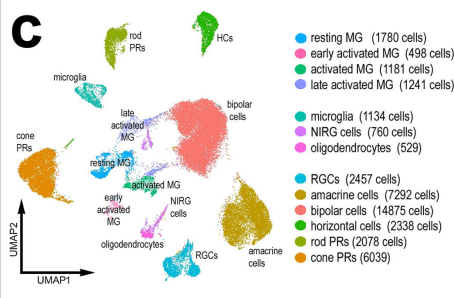 C
rod
PRs
HCs
microglia
late
activated
MG
bipolar
cells
cone
PRs
resting MG
activated MG
early
activated
MG
NIRG
cells
oligodendrocytes
RGCs
amacrine
cells
UMAP2
UMAP1
resting MG (1780 cells)
early activated MG (498 cells)
activated MG (1181 cells)
late activated MG (1241 cells)
microglia (1134 cells)
NIRG cells (760 cells)
oligodendrocytes (529)
RGCs (2457 cells)
amacrine cells (7292 cells)
bipolar cells (14875 cells)
horizontal cells (2338 cells)
rod PRs (2078 cells)
cone PRs (6039)